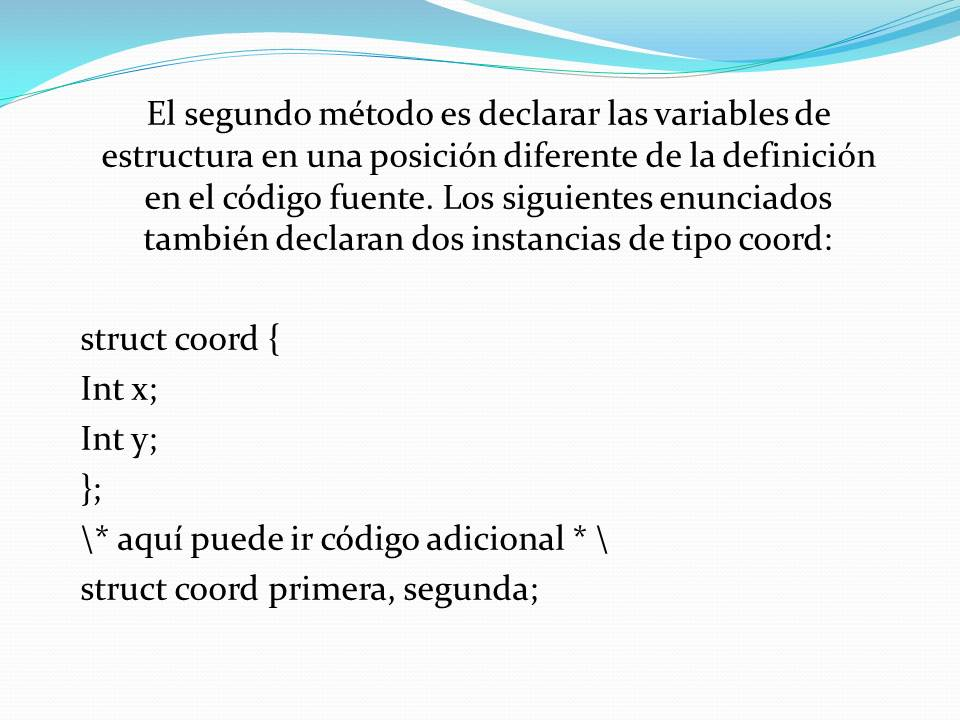 El segundo método es declarar las variables de
estructura en una posición diferente de la definición
en el código fuente. Los siguientes enunciados
también declaran dos instancias de tipo coord:
struct coord {
Int x;
Int y;
};
\* aquí puede ir código adicional * \
struct coord primera, segunda;